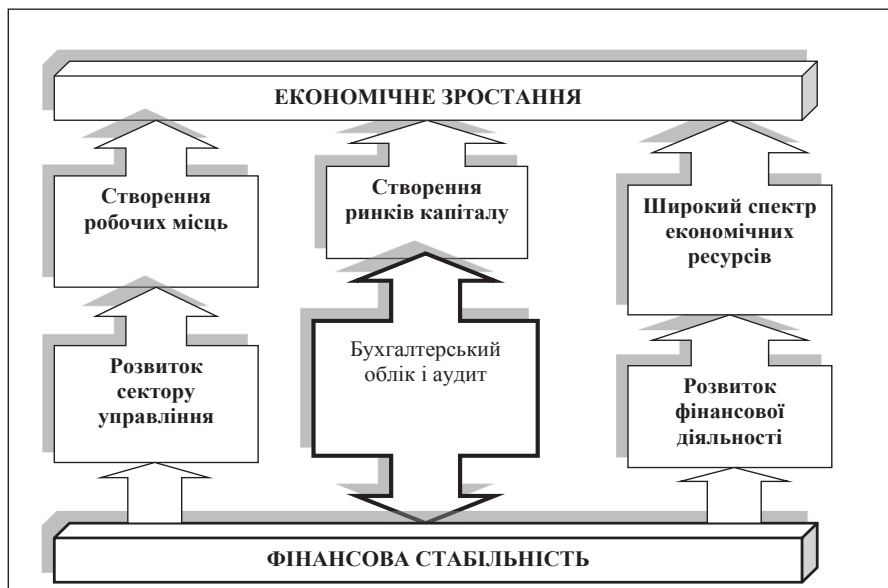 ЕКОНОМІЧНЕ ЗРОСТАННЯ
Створення
робочих місць
Створення
ринків капіталу
Широкий спектр
економічних
ресурсів
Розвиток
сектору
управління
Бухгалтерський
облік і аудит
Розвиток
фінансової
діяльності
ФІНАНСОВА СТАБІЛЬНІСТЬ